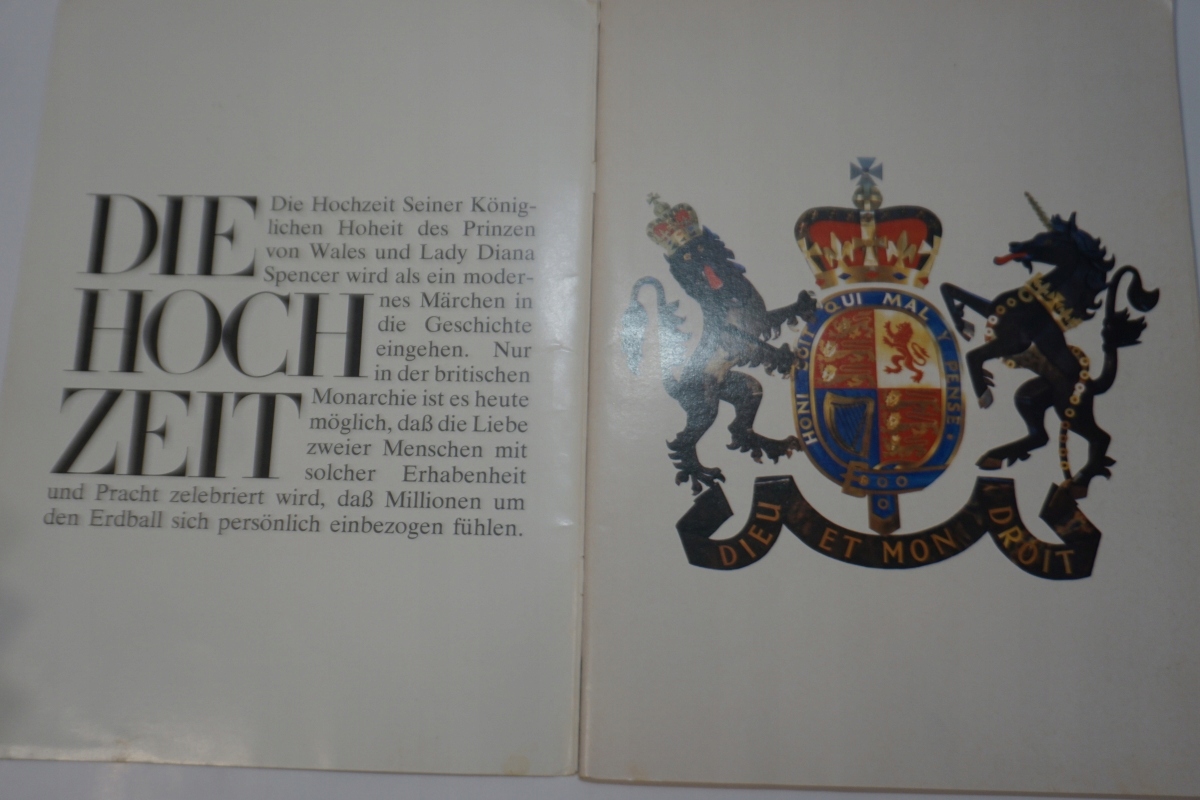 DIE
HOCH
ZEIT
Die Hochzeit Seiner König-
lichen Hoheit des Prinzen
von Wales und Lady Diana
Spencer wird als ein moder-
nes Märchen in
die Geschichte
eingehen. Nur
in der britischen
Monarchie ist es heute
möglich, daß die Liebe
zweier Menschen mit
solcher Erhabenheit
und Pracht zelebriert wird, daß Millionen um
den Erdball sich persönlich einbezogen fühlen.
HONI SOIT QUI MAL Y PENSE
DIEU ET MON DROIT